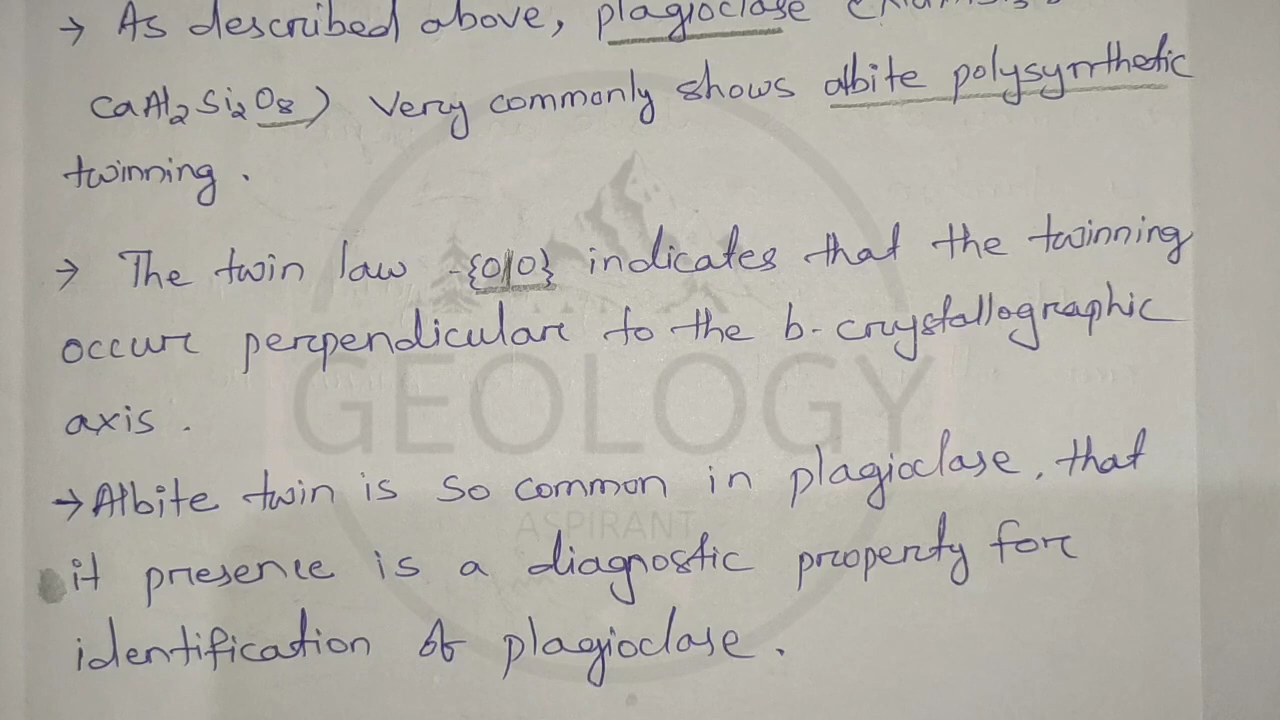 → As described above, plagioclase
CaAl2Si2O8) very commonly shows albite polysynthetic
twinning.
→ The twin law -{010} indicates that the twinning
occur perpendicular to the b-crystallographic
axis.
→ Albite twin is so common in plagioclase, that
it presence is a diagnostic property for
identification of plagioclase.
GEOLOGY
ASPIRANT